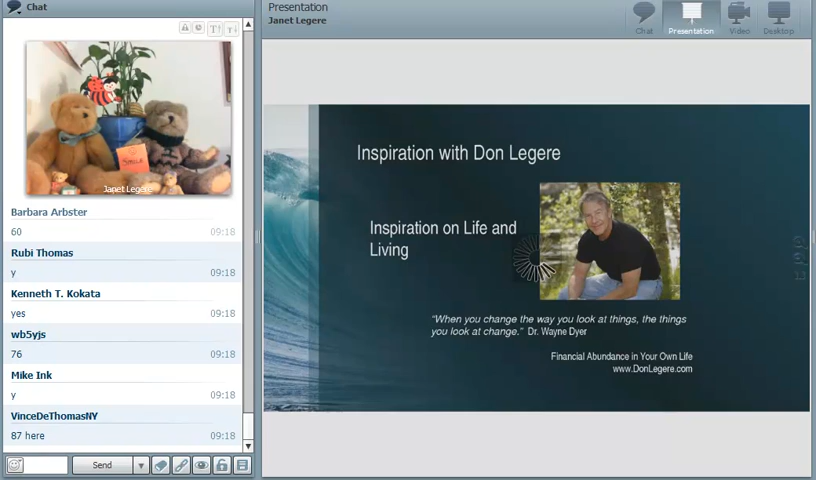 Chat
Presentation
Janet Legere
Chat
Presentation
Video
Desktop
SMILE
Janet Legere
Barbara Arbster
60 09:18
Rubi Thomas
y 09:18
Kenneth T. Kokata
yes 09:18
wb5yjs
76 09:18
Mike Ink
y 09:18
VinceDeThomasNY
87 here 09:18
Send
Inspiration with Don Legere
Inspiration on Life and
Living
“When you change the way you look at things, the things
you look at change.” Dr. Wayne Dyer
Financial Abundance in Your Own Life
www.DonLegere.com